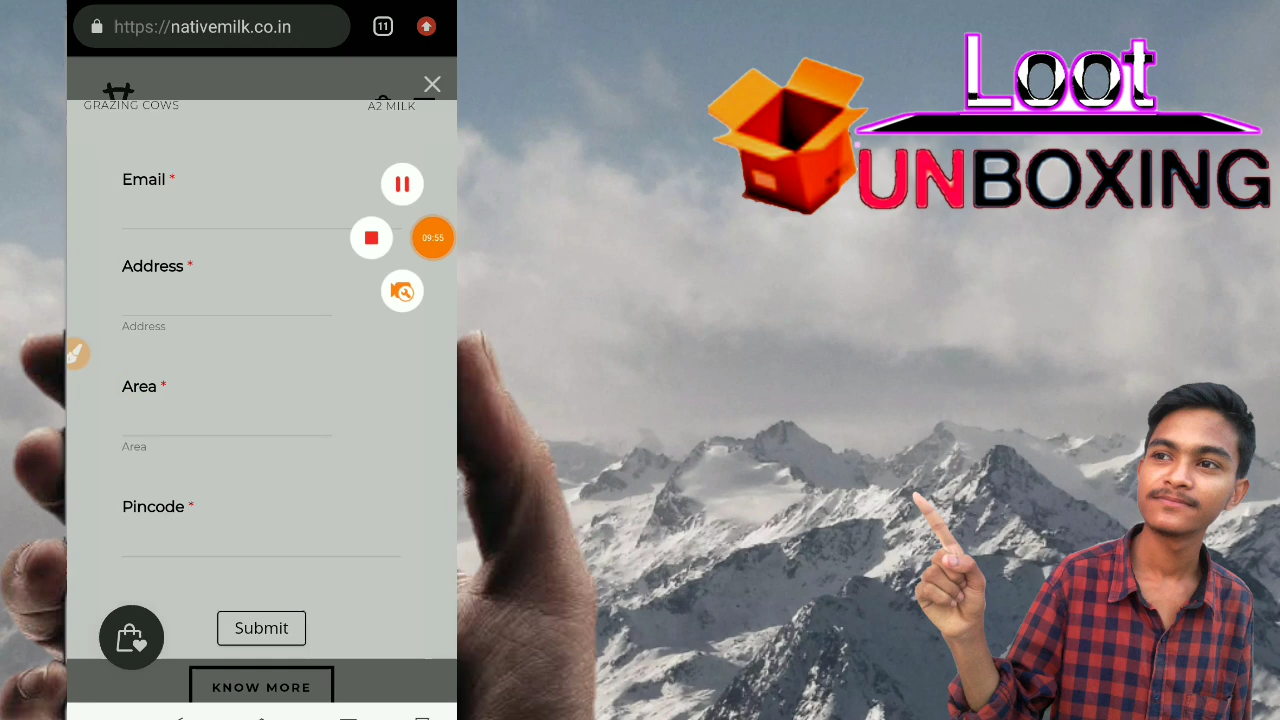 https://nativemilk.co.in
11
GRAZING COWS
A2 MILK
Email *
09:55
Address *
Address
Area *
Area
Pincode *
Submit
KNOW MORE
Loot
UNBOXING